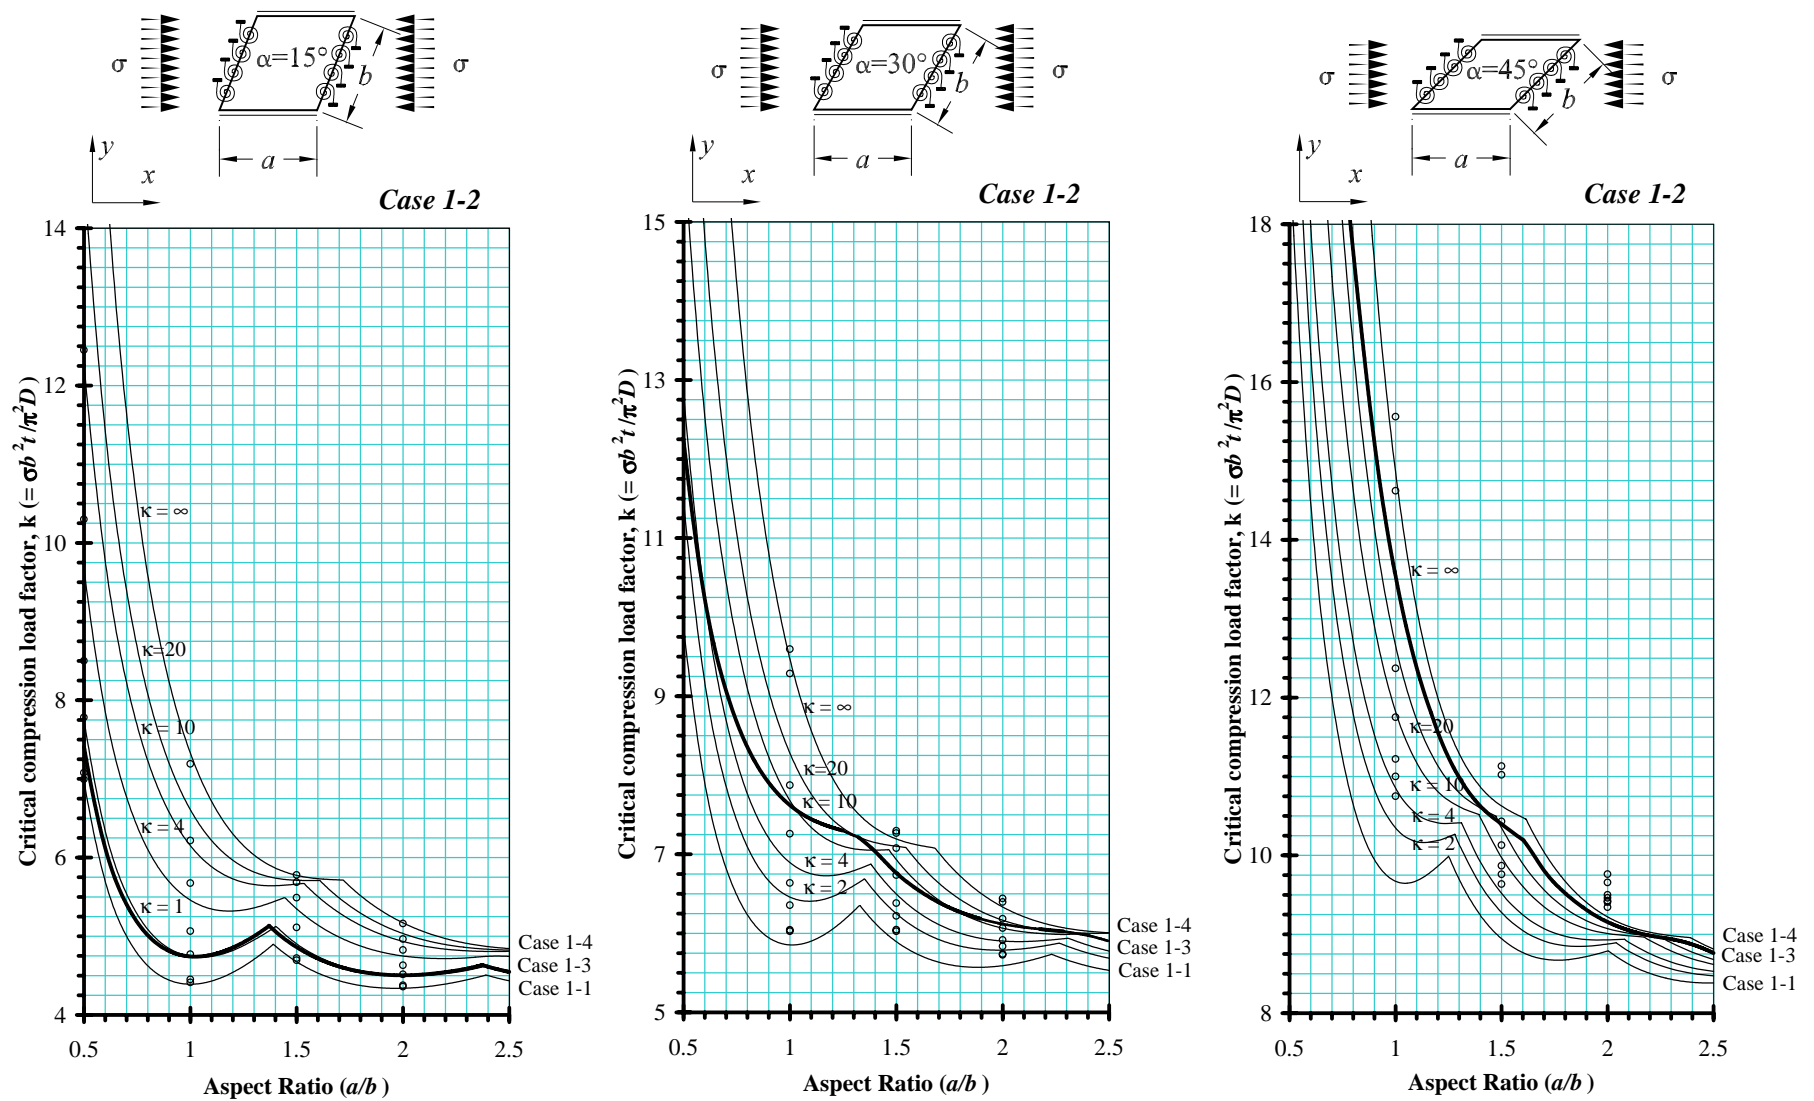 α=15°
σ
σ
b
a
y
x
Case 1-2
14
12
10
8
6
4
0.5
1
1.5
2
2.5
Critical compression load factor, k (= σb²t/π²D )
κ = ∞
κ=20
κ = 10
κ = 4
κ = 1
Case 1-4
Case 1-3
Case 1-1
Aspect Ratio (a/b )
α=30°
σ
σ
b
a
y
x
Case 1-2
15
13
11
9
7
5
0.5
1
1.5
2
2.5
Critical compression load factor, k (= σb²t/π²D )
κ = ∞
κ=20
κ = 10
κ = 4
κ = 2
Case 1-4
Case 1-3
Case 1-1
Aspect Ratio (a/b )
α=45°
σ
σ
b
a
y
x
Case 1-2
18
16
14
12
10
8
0.5
1
1.5
2
2.5
Critical compression load factor, k (= σb²t/π²D )
κ = ∞
κ=20
κ = 10
κ = 4
κ = 2
Case 1-4
Case 1-3
Case 1-1
Aspect Ratio (a/b )